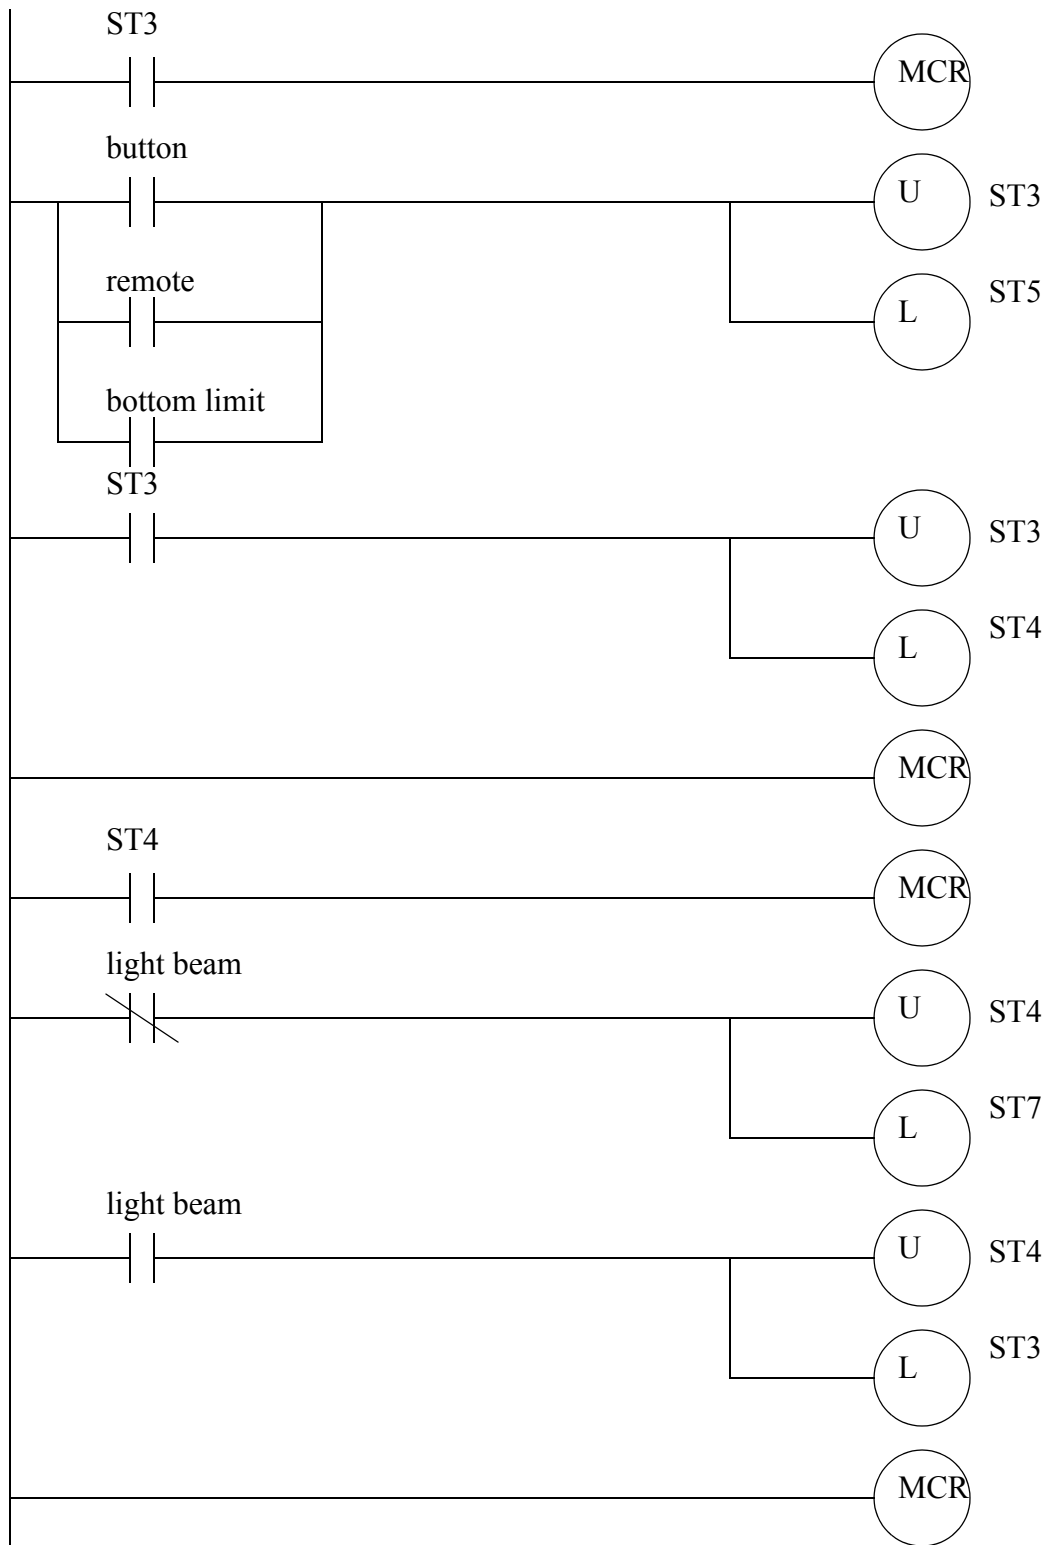 ST3
MCR
button
U
ST3
remote
L
ST5
bottom limit
ST3
U
ST3
L
ST4
MCR
ST4
MCR
light beam
U
ST4
L
ST7
light beam
U
ST4
L
ST3
MCR